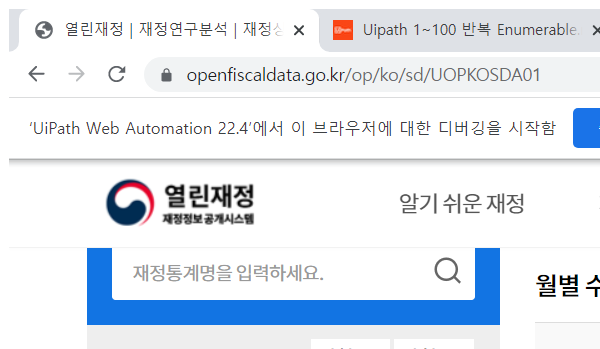 열린재정 | 재정연구분석 | 재정상
Uipath 1~100 반복 Enumerable.
openfiscaldata.go.kr/op/ko/sd/UOPKOSDA01
'UiPath Web Automation 22.4'에서 이 브라우저에 대한 디버깅을 시작함
열린재정
재정정보공개시스템
알기 쉬운 재정
재정통계명을 입력하세요.
월별 수